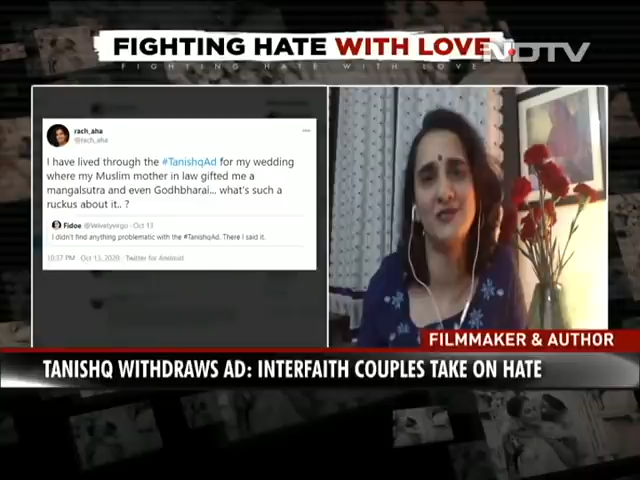 FIGHTING HATE WITH LOVE
NDTV
FIGHTING HATE WITH LOVE
rach_aha
@rach_aha
I have lived through the #TanishqAd for my wedding
where my Muslim mother in law gifted me a
mangalsutra and even Godhbharai... what's such a
ruckus about it.. ?
Fidoe @Velvetyvirgo · Oct 13
I didn't find anything problematic with the #TanishqAd. There I said it.
10:37 PM · Oct 13, 2020 · Twitter for Android
FILMMAKER & AUTHOR
TANISHQ WITHDRAWS AD: INTERFAITH COUPLES TAKE ON HATE